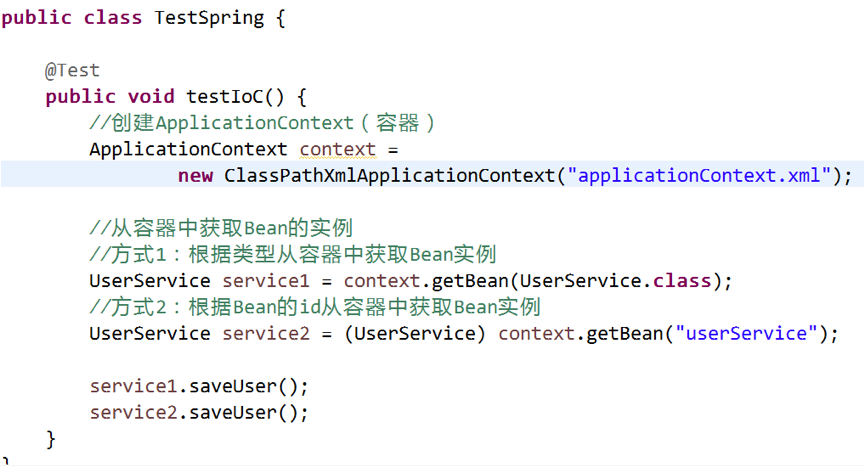 public class TestSpring {
@Test
public void testIoC() {
//创建ApplicationContext（容器）
ApplicationContext context =
new ClassPathXmlApplicationContext("applicationContext.xml");
//从容器中获取Bean的实例
//方式1：根据类型从容器中获取Bean实例
UserService service1 = context.getBean(UserService.class);
//方式2：根据Bean的id从容器中获取Bean实例
UserService service2 = (UserService) context.getBean("userService");
service1.saveUser();
service2.saveUser();
}
}